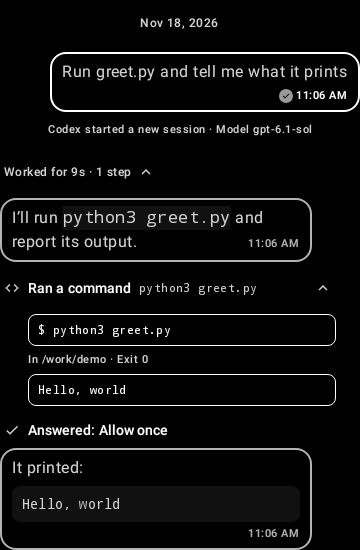 Nov 18, 2026
Run greet.py and tell me what it prints
11:06 AM
Codex started a new session · Model gpt-6.1-sol
Worked for 9s · 1 step
I'll run python3 greet.py and
report its output.
11:06 AM
Ran a command python3 greet.py
$ python3 greet.py
In /work/demo · Exit 0
Hello, world
Answered: Allow once
It printed:
Hello, world
11:06 AM